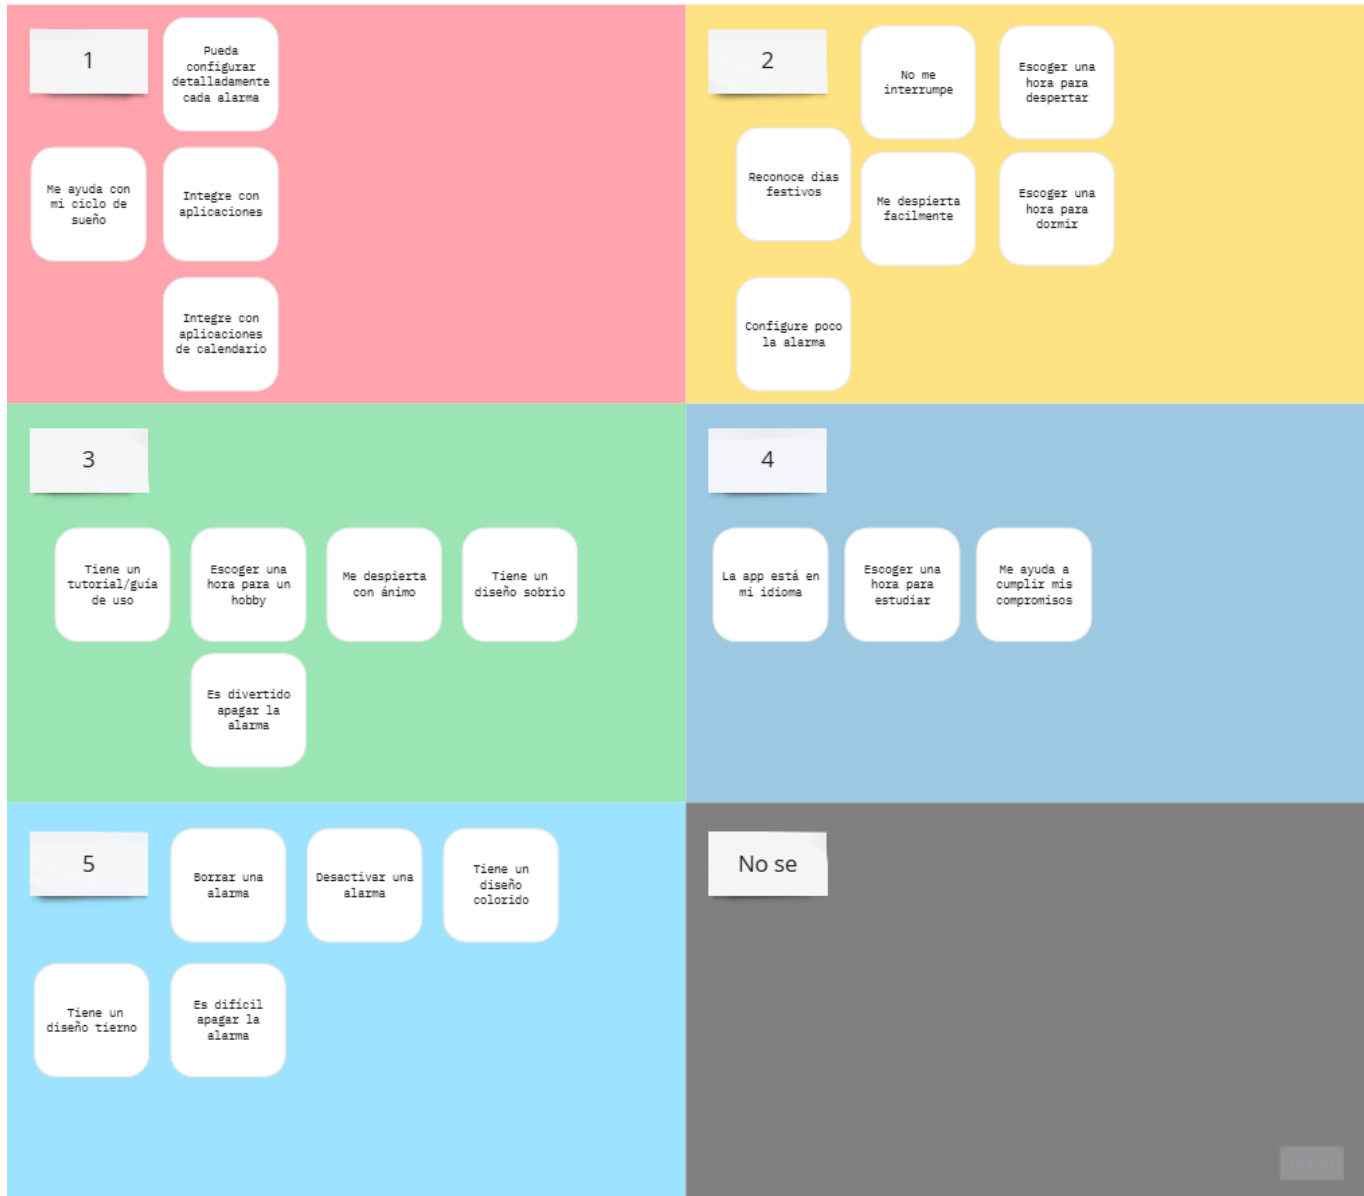 1
Pueda
configurar
detalladamente
cada alarma
Me ayuda con
mi ciclo de
sueño
Integre con
aplicaciones
Integre con
aplicaciones
de calendario
2
No me
interrumpe
Escoger una
hora para
despertar
Reconoce dias
festivos
Me despierta
facilmente
Escoger una
hora para
dormir
Configure poco
la alarma
3
Tiene un
tutorial/guía
de uso
Escoger una
hora para un
hobby
Me despierta
con ánimo
Tiene un
diseño sobrio
Es divertido
apagar la
alarma
4
La app está en
mi idioma
Escoger una
hora para
estudiar
Me ayuda a
cumplir mis
compromisos
5
Borrar una
alarma
Desactivar una
alarma
Tiene un
diseño
colorido
Tiene un
diseño tierno
Es difícil
apagar la
alarma
No se